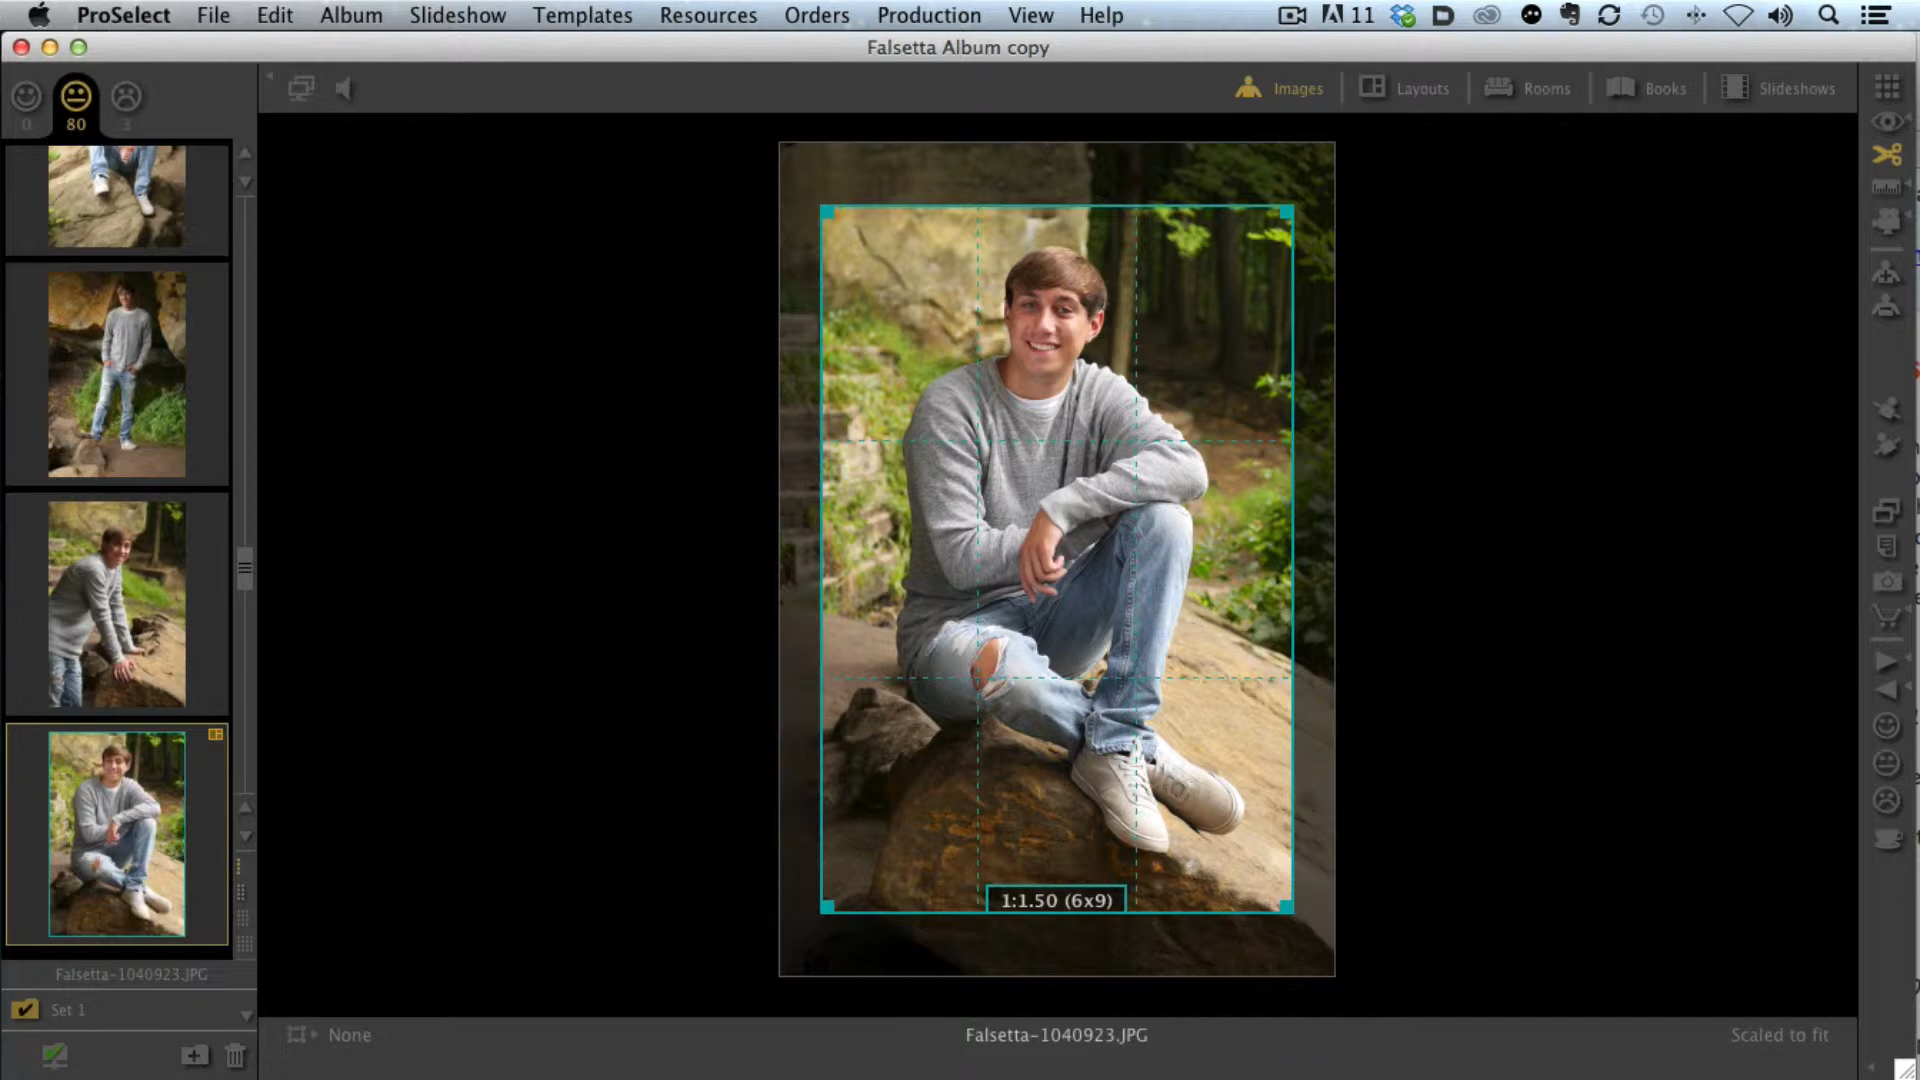 ProSelect File Edit Album Slideshow Templates Resources Orders Production View Help 11
Falsetta Album copy
Images Layouts Rooms Books Slideshows
0 80 3
1:1.50 (6x9)
Falsetta-1040923.JPG
Set 1
None Falsetta-1040923.JPG Scaled to fit